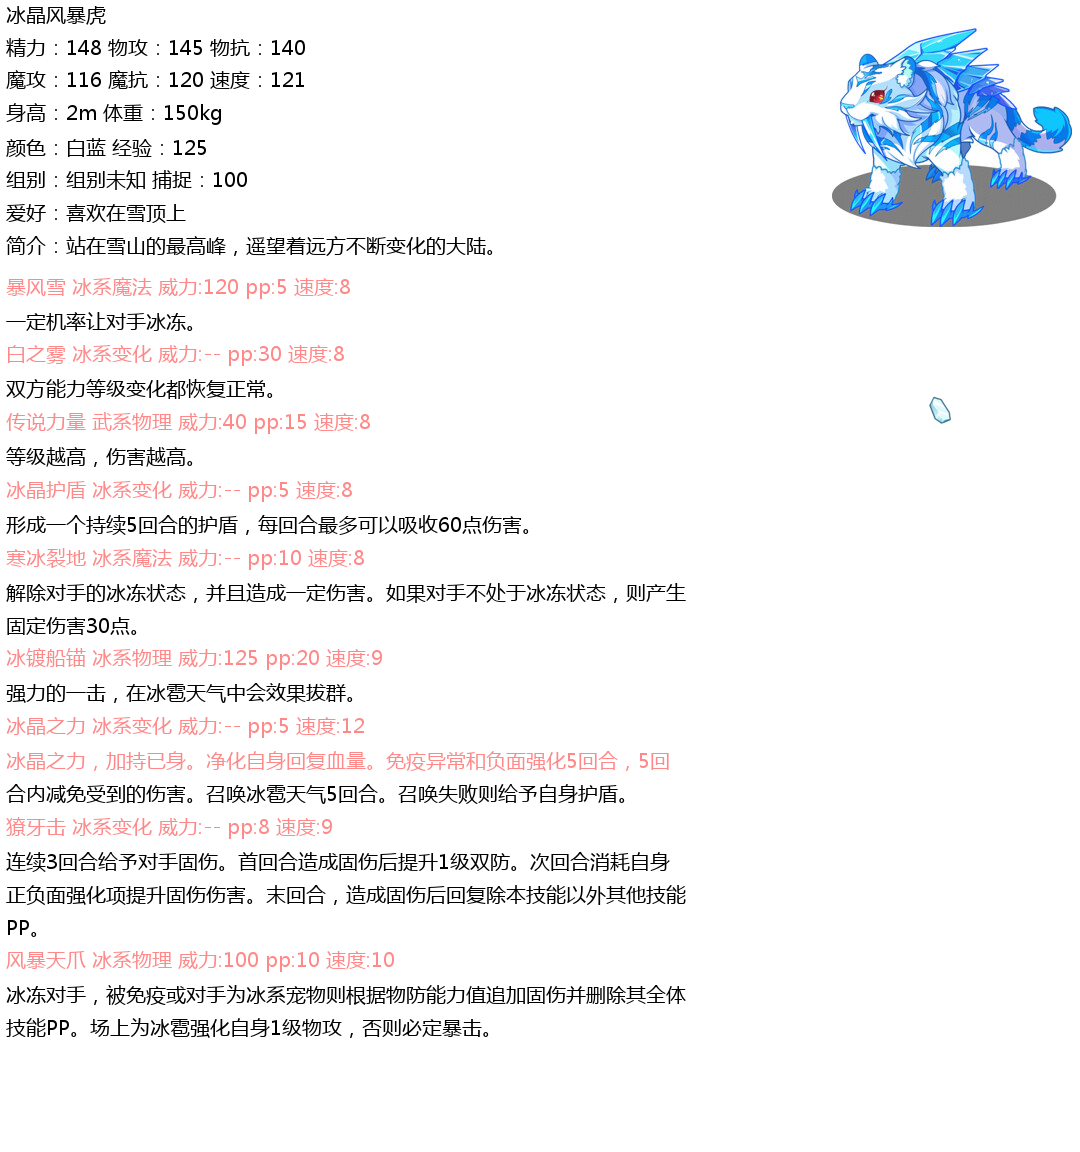 冰晶风暴虎
精力：148 物攻：145 物抗：140
魔攻：116 魔抗：120 速度：121
身高：2m 体重：150kg
颜色：白蓝 经验：125
组别：组别未知 捕捉：100
爱好：喜欢在雪顶上
简介：站在雪山的最高峰，遥望着远方不断变化的大陆。
暴风雪 冰系魔法 威力:120 pp:5 速度:8
一定机率让对手冰冻。
白之雾 冰系变化 威力:-- pp:30 速度:8
双方能力等级变化都恢复正常。
传说力量 武系物理 威力:40 pp:15 速度:8
等级越高，伤害越高。
冰晶护盾 冰系变化 威力:-- pp:5 速度:8
形成一个持续5回合的护盾，每回合最多可以吸收60点伤害。
寒冰裂地 冰系魔法 威力:-- pp:10 速度:8
解除对手的冰冻状态，并且造成一定伤害。如果对手不处于冰冻状态，则产生
固定伤害30点。
冰镀船锚 冰系物理 威力:125 pp:20 速度:9
强力的一击，在冰雹天气中会效果拔群。
冰晶之力 冰系变化 威力:-- pp:5 速度:12
冰晶之力，加持已身。净化自身回复血量。免疫异常和负面强化5回合，5回
合内减免受到的伤害。召唤冰雹天气5回合。召唤失败则给予自身护盾。
獠牙击 冰系变化 威力:-- pp:8 速度:9
连续3回合给予对手固伤。首回合造成固伤后提升1级双防。次回合消耗自身
正负面强化项提升固伤伤害。末回合，造成固伤后回复除本技能以外其他技能
PP。
风暴天爪 冰系物理 威力:100 pp:10 速度:10
冰冻对手，被免疫或对手为冰系宠物则根据物防能力值追加固伤并删除其全体
技能PP。场上为冰雹强化自身1级物攻，否则必定暴击。